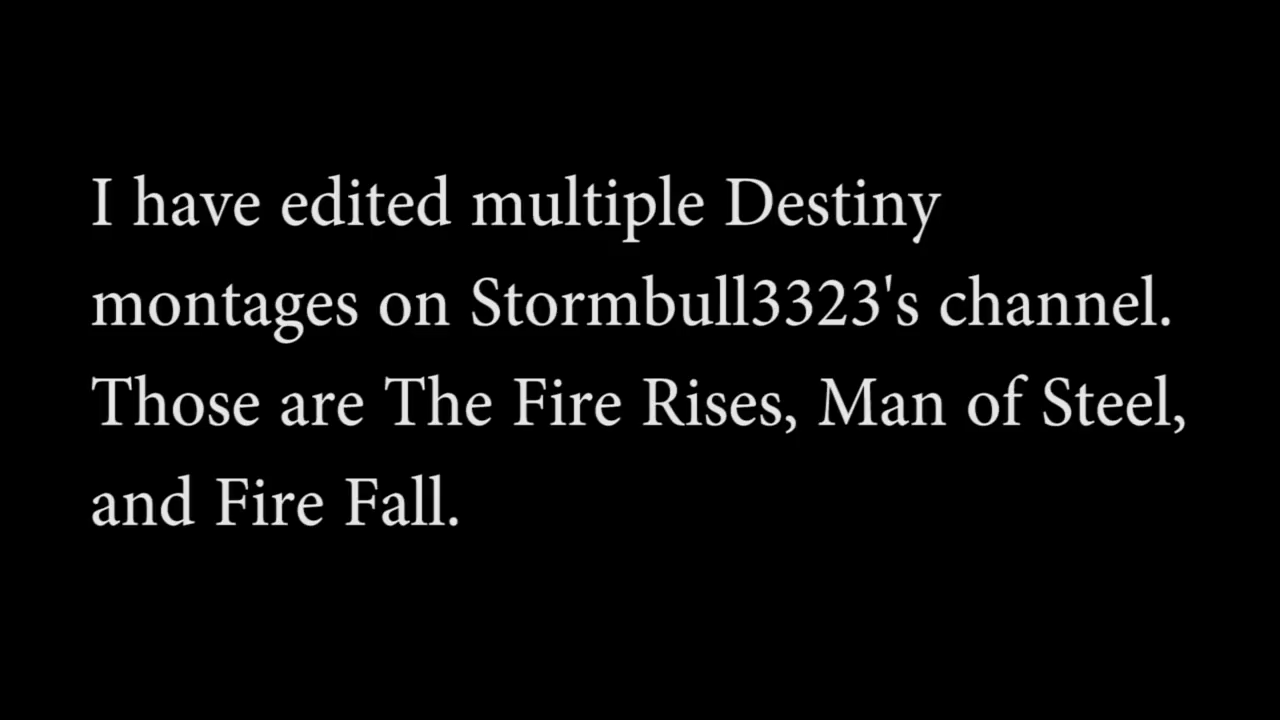 I have edited multiple Destiny
montages on Stormbull3323's channel.
Those are The Fire Rises, Man of Steel,
and Fire Fall.